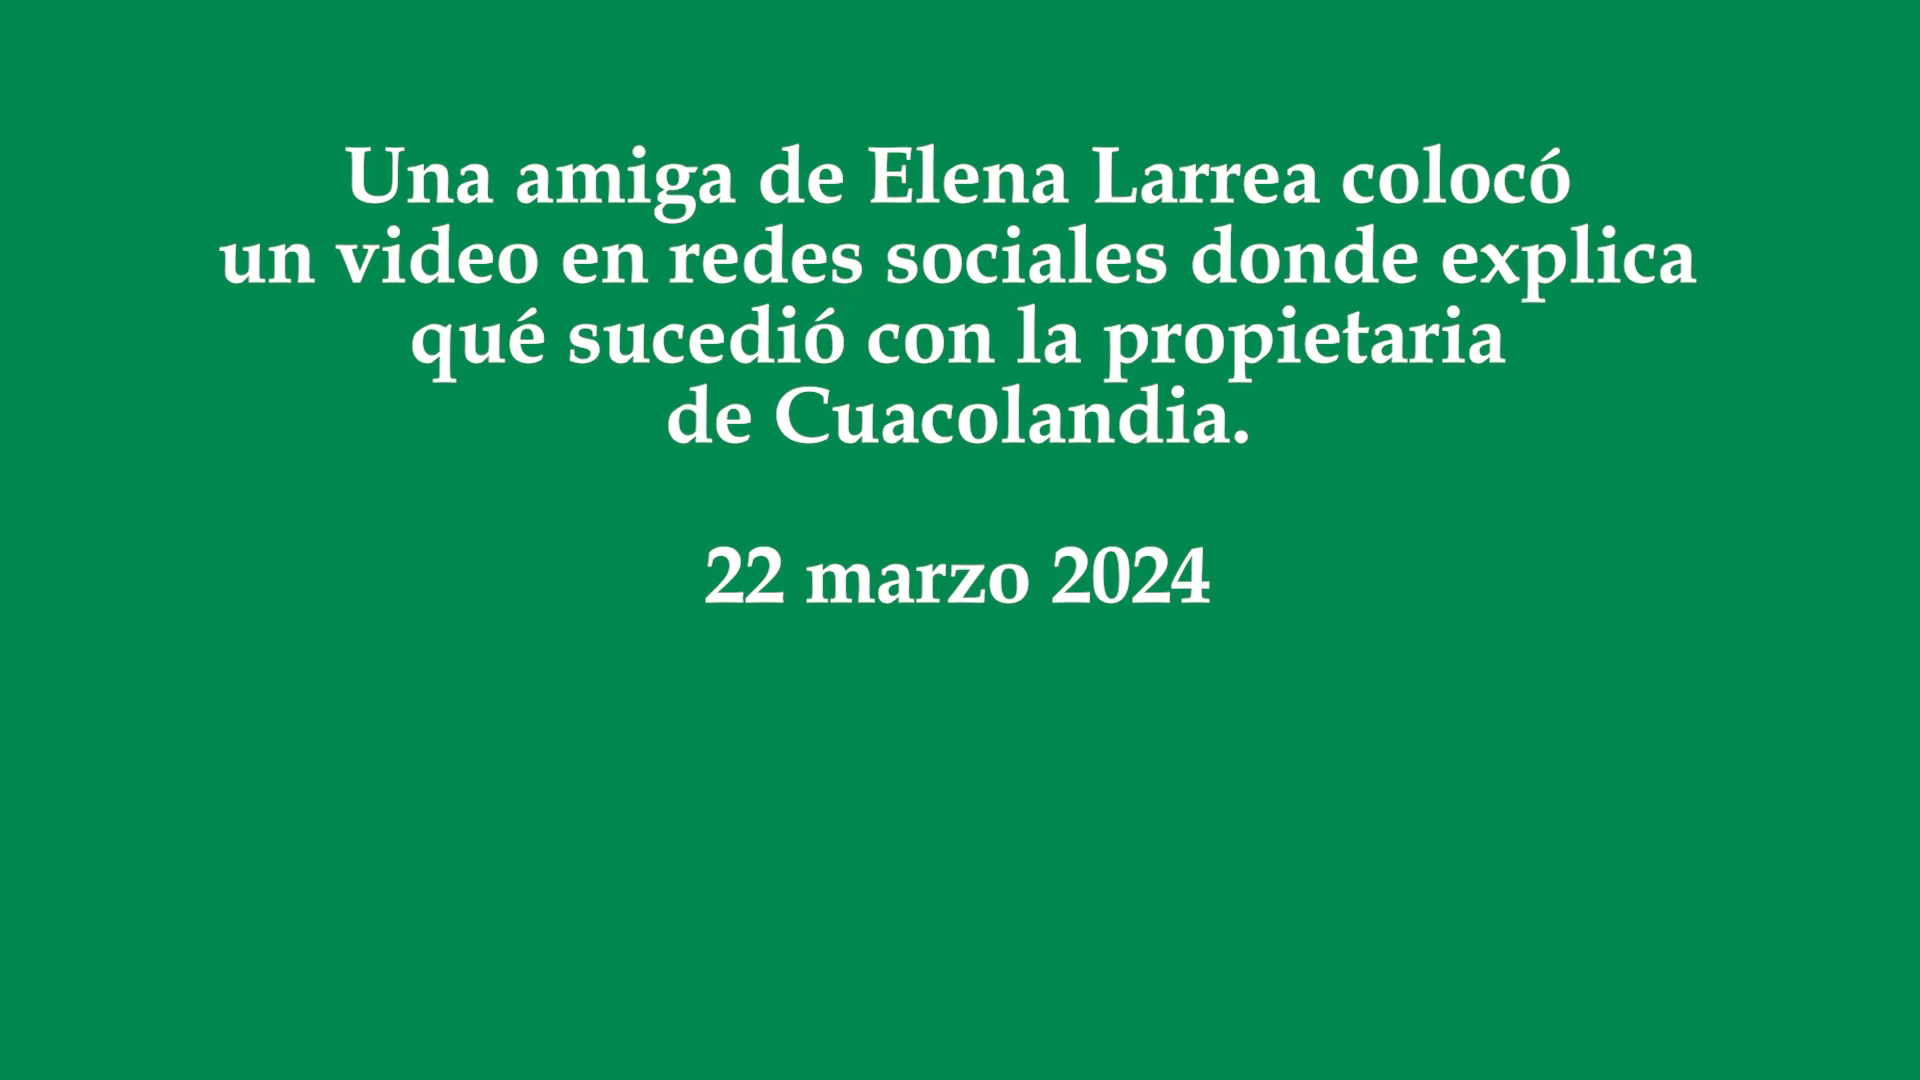 Una amiga de Elena Larrea colocó
un video en redes sociales donde explica
qué sucedió con la propietaria
de Cuacolandia.
22 marzo 2024